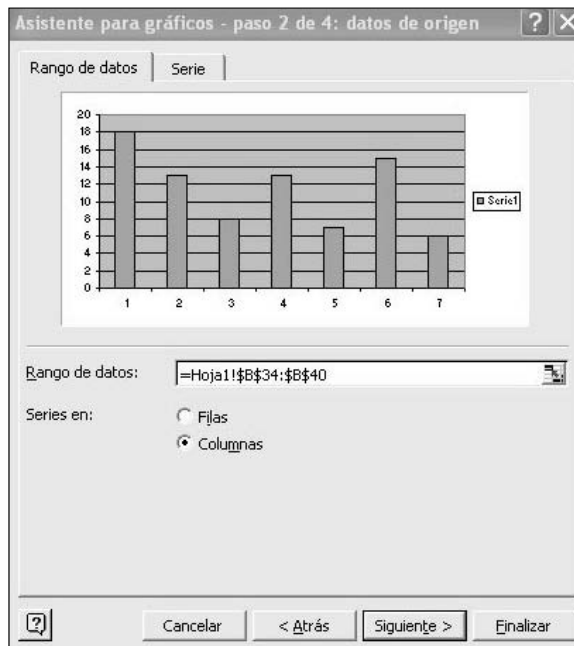 Asistente para gráficos - paso 2 de 4: datos de origen
Rango de datos
Serie
20
18
16
14
12
10
8
6
4
2
0
1 2 3 4 5 6 7
Serie1
Rango de datos: =Hoja1!$B$34:$B$40
Series en:
Filas
Columnas
Cancelar
< Atrás
Siguiente >
Finalizar